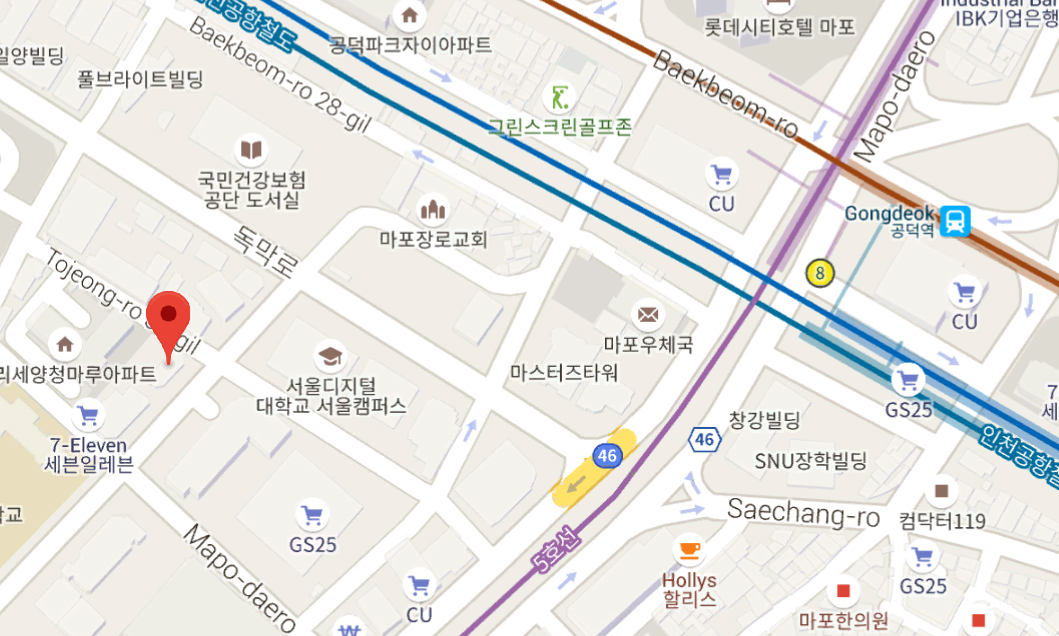 인천공항철도
공덕파크자이아파트
롯데시티호텔 마포
IBK기업은행
일양빌딩
풀브라이트빌딩
Baekbeom-ro 28-gil
Baekbeom-ro
Mapo-daero
그린스크린골프존
국민건강보험
공단 도서실
CU
마포장로교회
Gongdeok
공덕역
독막로
8
Tojeong-ro
gil
CU
마포우체국
서울디지털
대학교 서울캠퍼스
마스터즈타워
리세양청마루아파트
GS25
7-Eleven
세븐일레븐
창강빌딩
46
46
SNU장학빌딩
인천공항철
Saechang-ro
컴닥터119
GS25
Mapo-daero
5호선
Hollys
할리스
GS25
CU
마포한의원